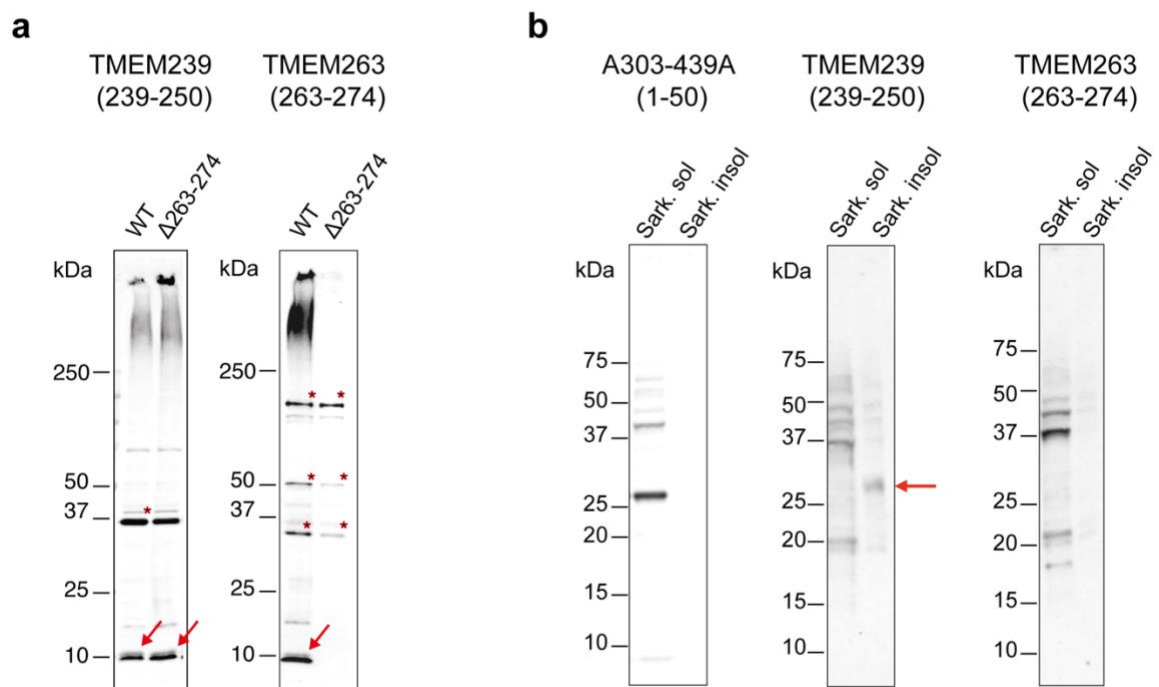 a
TMEM239
(239-250)
TMEM263
(263-274)
WT
Δ263-274
WT
Δ263-274
kDa
250
50
37
25
10
*
kDa
250
50
37
25
10
* *
* *
* *
b
A303-439A
(1-50)
TMEM239
(239-250)
TMEM263
(263-274)
Sark. sol
Sark. insol
Sark. sol
Sark. insol
Sark. sol
Sark. insol
kDa
75
50
37
25
20
15
10
kDa
75
50
37
25
20
15
10
kDa
75
50
37
25
20
15
10